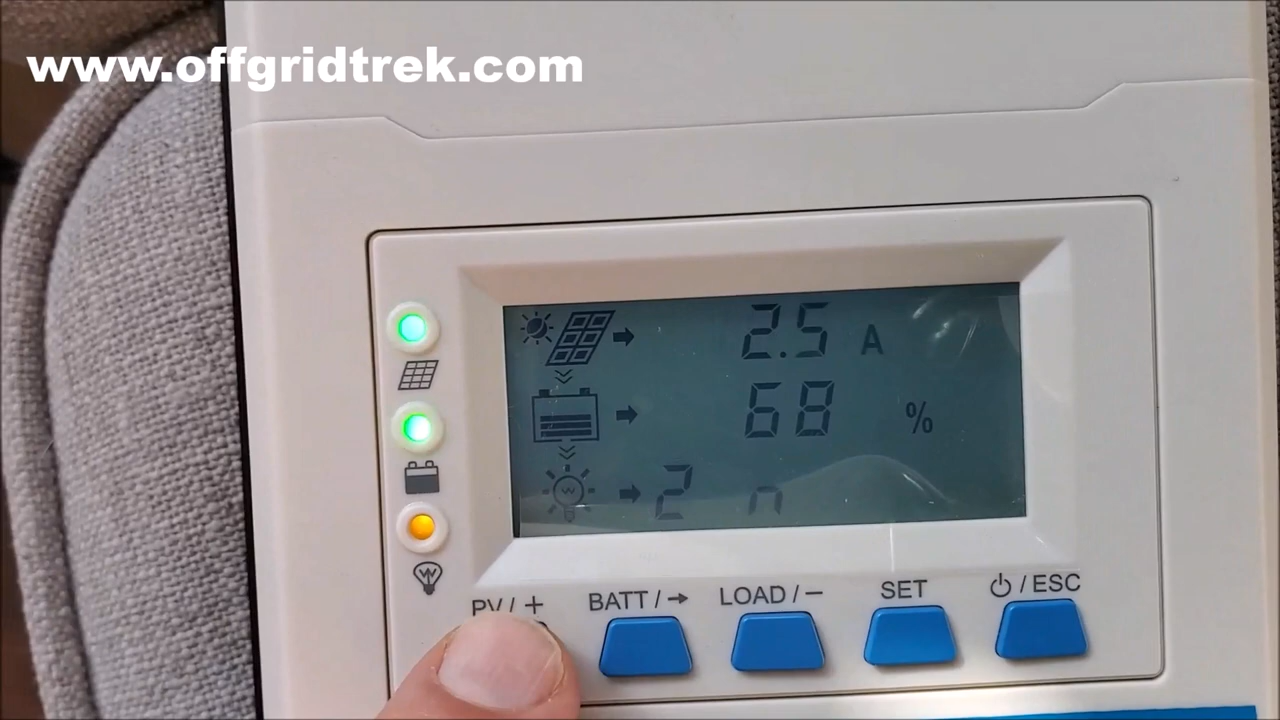 www.offgridtrek.com
2.5 A
68 %
2 n
PV / +
BATT / →
LOAD / −
SET
⏻ / ESC